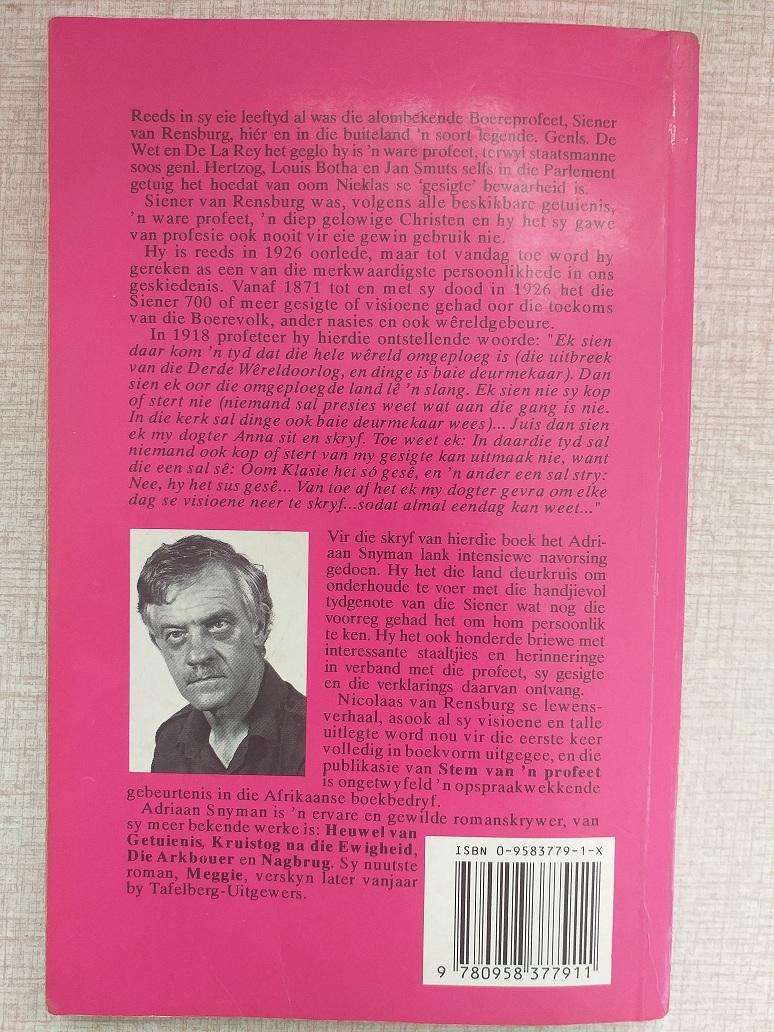 Reeds in sy eie leeftyd al was die alombekende Boereprofeet, Siener
van Rensburg, hiér en in die buiteland 'n soort legende. Genls. De
Wet en De La Rey het geglo hy is 'n ware profeet, terwyl staatsmanne
soos genl. Hertzog, Louis Botha en Jan Smuts selfs in die Parlement
getuig het hoedat van oom Nieklas se 'gesigte' bewaarheid is.
Siener van Rensburg was, volgens alle beskikbare getuienis,
'n ware profeet, 'n diep gelowige Christen en hy het sy gawe
van profesie ook nooit vir eie gewin gebruik nie.
Hy is reeds in 1926 oorlede, maar tot vandag toe word hy
gereken as een van die merkwaardigste persoonlikhede in ons
geskiedenis. Vanaf 1871 tot en met sy dood in 1926 het die
Siener 700 of meer gesigte of visioene gehad oor die toekoms
van die Boerevolk, ander nasies en ook wêreldgebeure.
In 1918 profeteer hy hierdie ontstellende woorde: "Ek sien
daar kom 'n tyd dat die hele wêreld omgeploeg is (die uitbreek
van die Derde Wêreldoorlog, en dinge is baie deurmekaar). Dan
sien ek oor die omgeploegde land lê 'n slang. Ek sien nie sy kop
of stert nie (niemand sal presies weet wat aan die gang is nie.
In die kerk sal dinge ook baie deurmekaar wees)... Juis dan sien
ek my dogter Anna sit en skryf. Toe weet ek: In daardie tyd sal
niemand ook kop of stert van my gesigte kan uitmaak nie, want
die een sal sê: Oom Klasie het só gesê, en 'n ander een sal stry:
Nee, hy het sus gesê... Van toe af het ek my dogter gevra om elke
dag se visioene neer te skryf...sodat almal eendag kan weet..."
Vir die skryf van hierdie boek het Adri-
aan Snyman lank intensiewe navorsing
gedoen. Hy het die land deurkruis om
onderhoude te voer met die handjievol
tydgenote van die Siener wat nog die
voorreg gehad het om hom persoonlik
te ken. Hy het ook honderde briewe met
interessante staaltjies en herinneringe
in verband met die profeet, sy gesigte
en die verklarings daarvan ontvang.
Nicolaas van Rensburg se lewens-
verhaal, asook al sy visioene en talle
uitlegte word nou vir die eerste keer
volledig in boekvorm uitgegee, en die
publikasie van Stem van 'n profeet
is ongetwyfeld 'n opspraakwekkende
gebeurtenis in die Afrikaanse boekbedryf.
Adriaan Snyman is 'n ervare en gewilde romanskrywer, van
sy meer bekende werke is: Heuwel van
Getuienis, Kruistog na die Ewigheid,
Die Arkbouer en Nagbrug. Sy nuutste
roman, Meggie, verskyn later vanjaar
by Tafelberg-Uitgewers.
ISBN 0-9583779-1-X
9 780958 377911